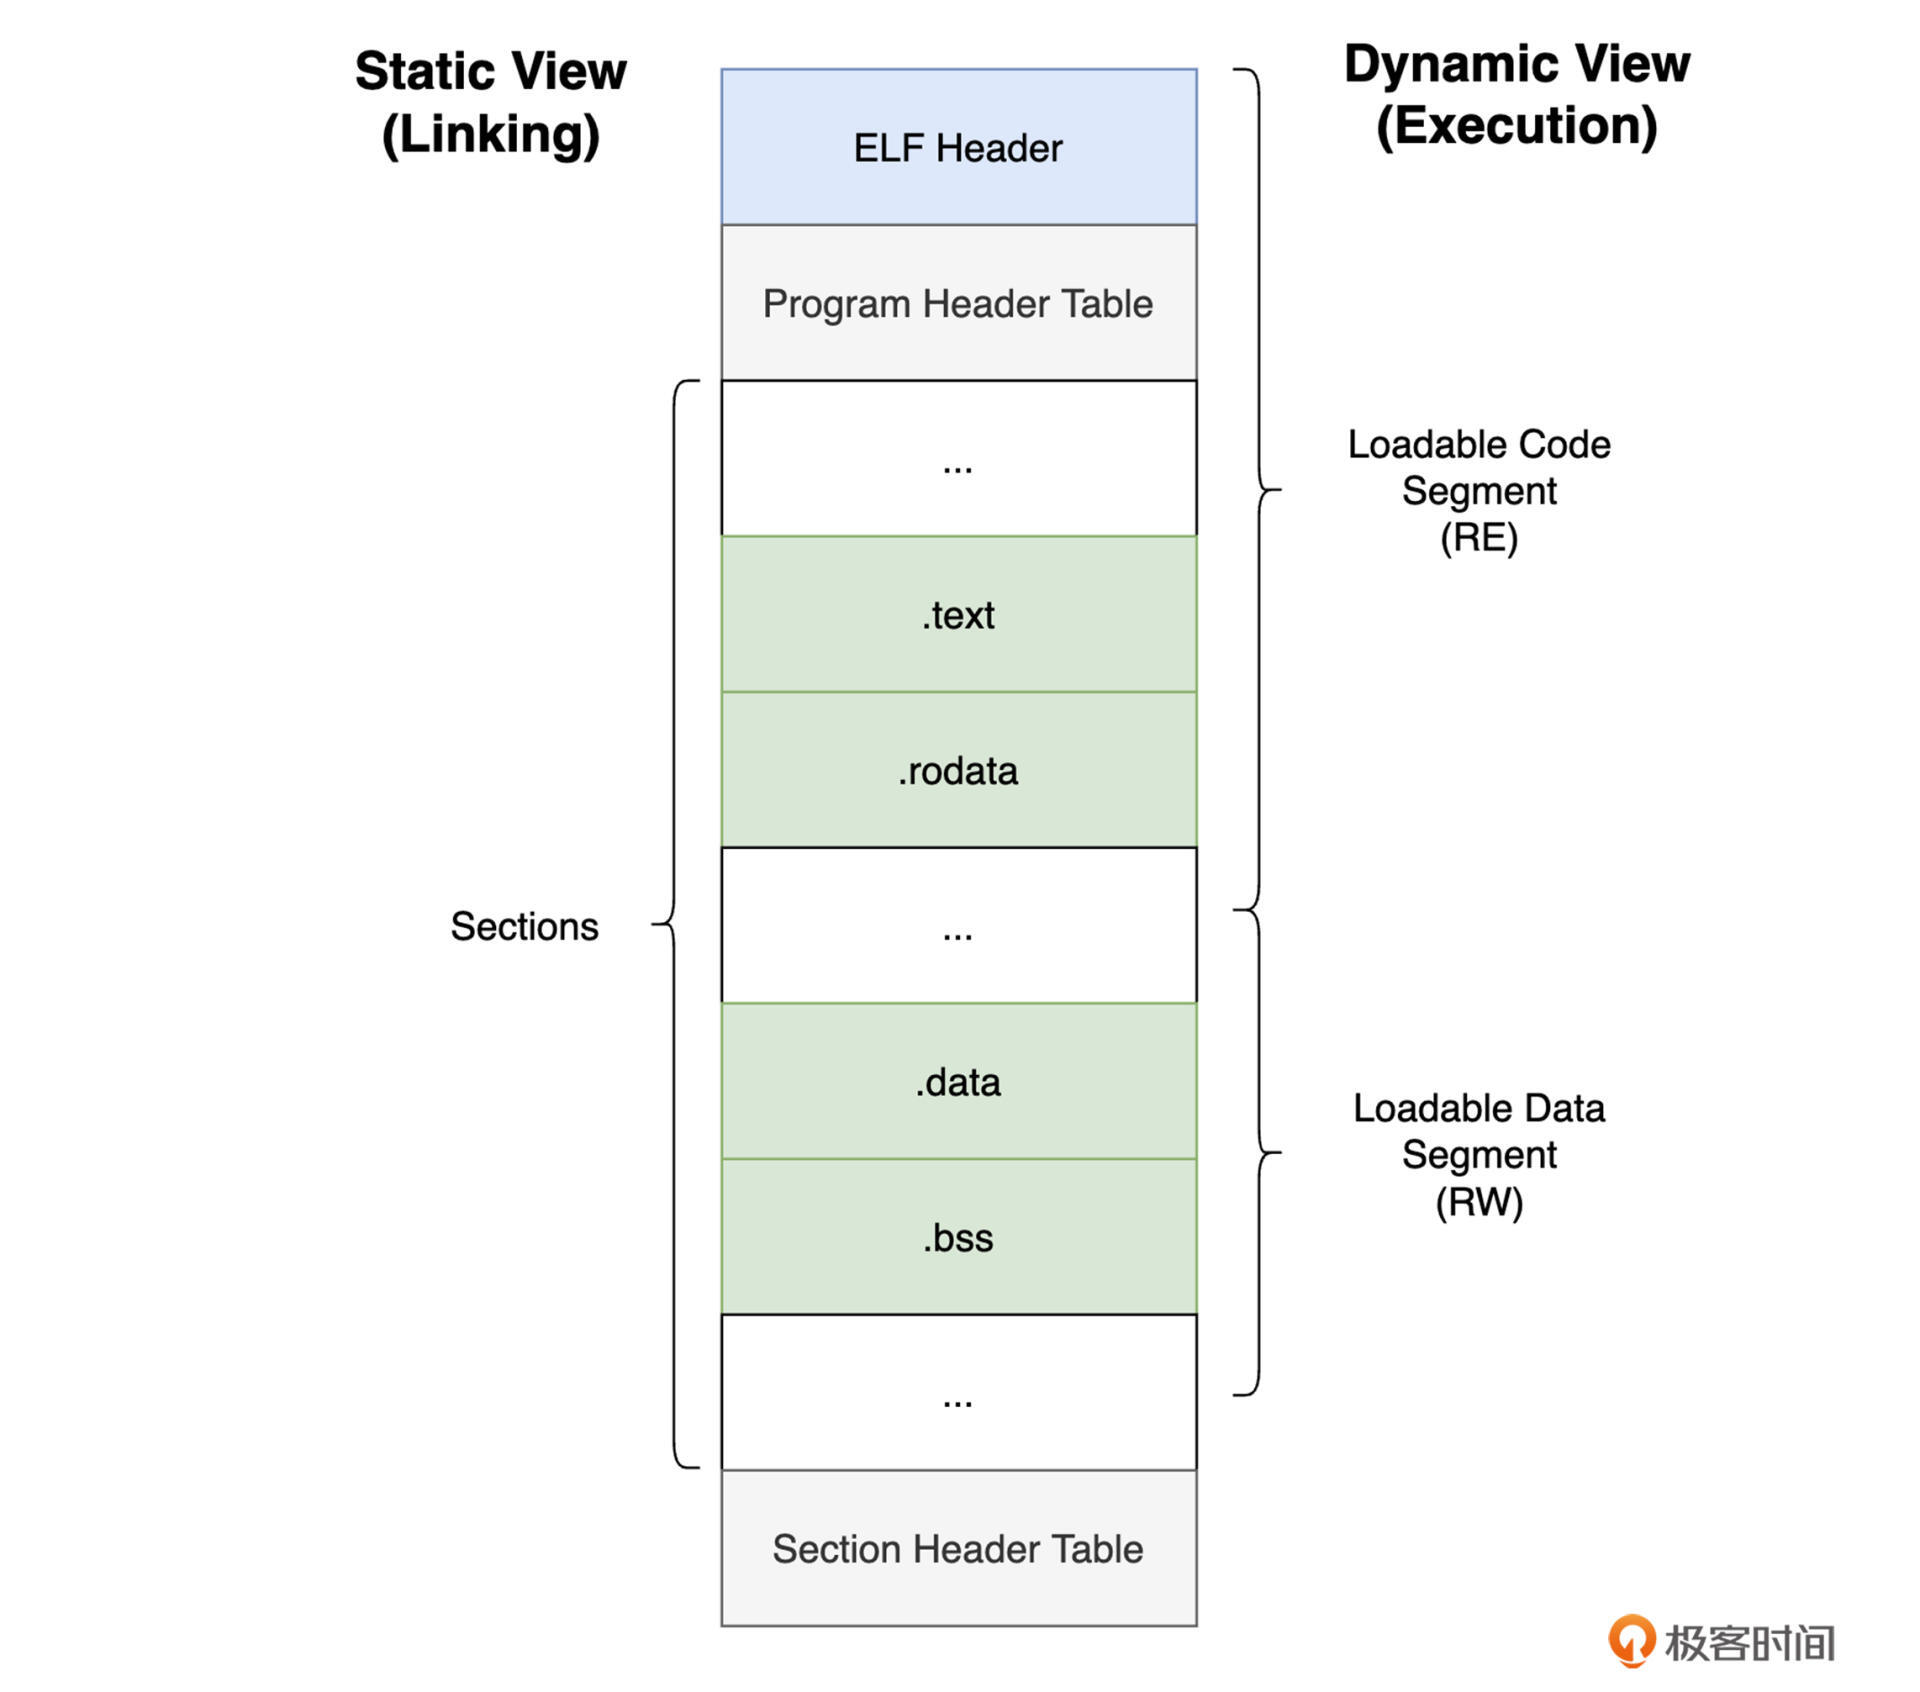 Static View
(Linking)
Dynamic View
(Execution)
ELF Header
Program Header Table
...
Loadable Code
Segment
(RE)
.text
.rodata
Sections
...
.data
Loadable Data
Segment
(RW)
.bss
...
Section Header Table
极客时间